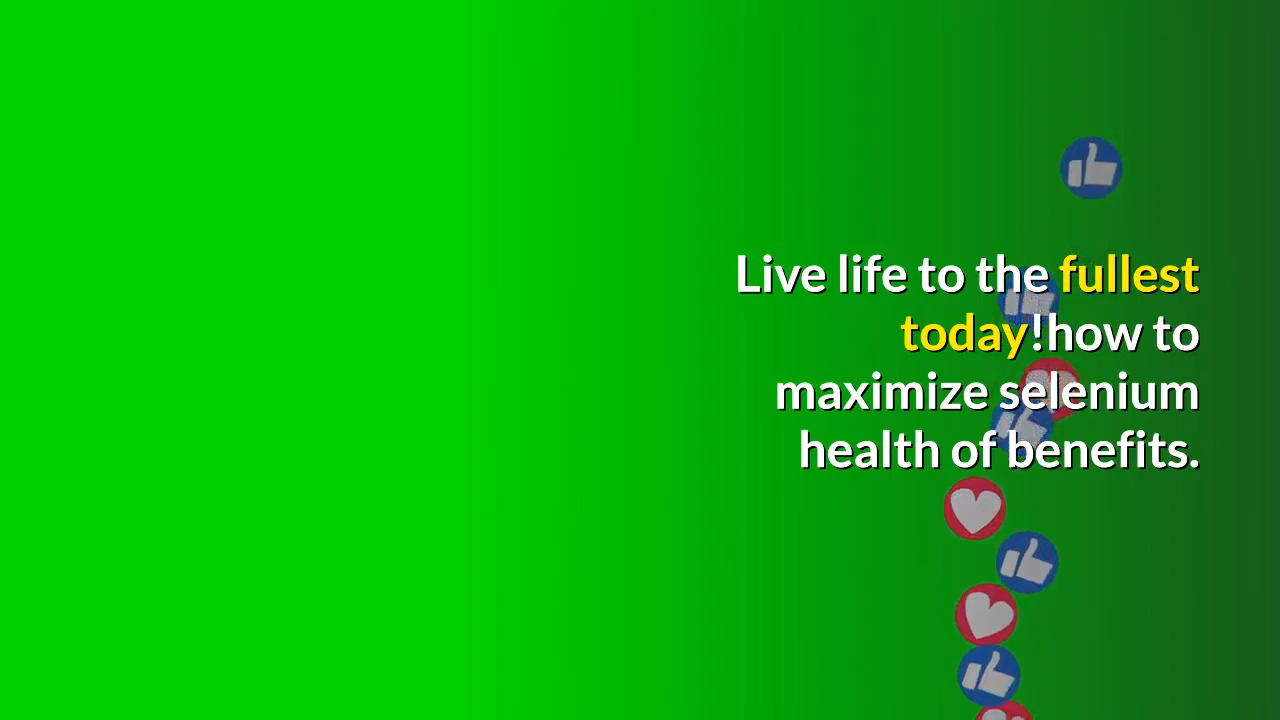 Live life to the fullest
today!how to
maximize selenium
health of benefits.